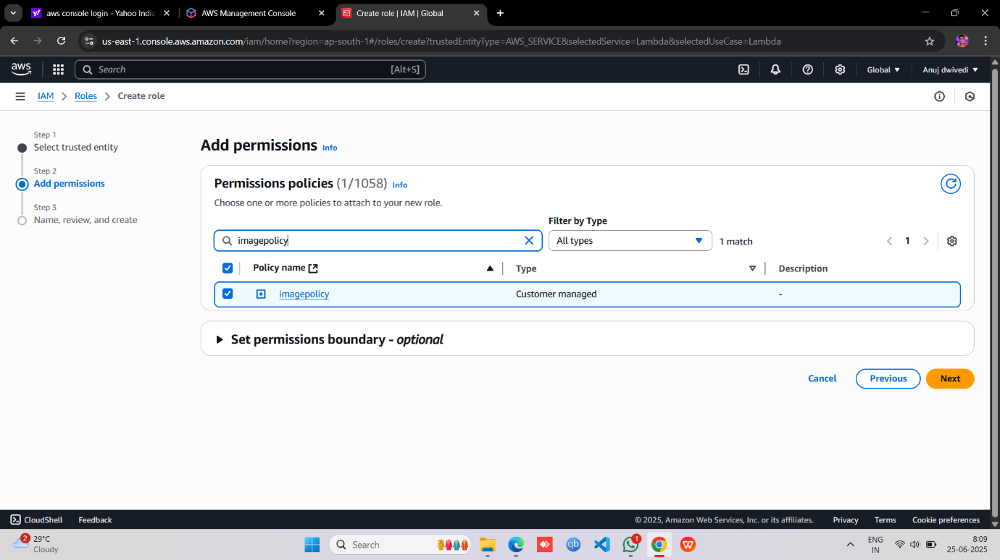 aws console login - Yahoo India
AWS Management Console
Create role | IAM | Global
us-east-1.console.aws.amazon.com/iam/home?region=ap-south-1#/roles/create?trustedEntityType=AWS_SERVICE&selectedService=Lambda&selectedUseCase=Lambda
aws
Search
[Alt+S]
Global
Anuj dwivedi
IAM
Roles
Create role
Step 1
Select trusted entity
Step 2
Add permissions
Step 3
Name, review, and create
Add permissions Info
Permissions policies (1/1058) Info
Choose one or more policies to attach to your new role.
Filter by Type
imagepolicy
All types
1 match
1
Policy name
Type
Description
imagepolicy
Customer managed
-
Set permissions boundary - optional
Cancel
Previous
Next
CloudShell
Feedback
© 2025, Amazon Web Services, Inc. or its affiliates.
Privacy
Terms
Cookie preferences
2
29°C
Cloudy
Search
qb
1
W
ENG
IN
8:09
25-06-2025